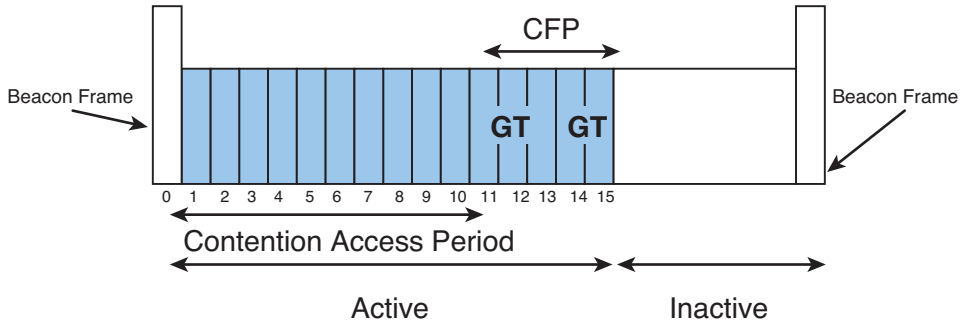 CFP
Beacon Frame
Beacon Frame
GT GT
0 1 2 3 4 5 6 7 8 9 10 11 12 13 14 15
Contention Access Period
Active Inactive